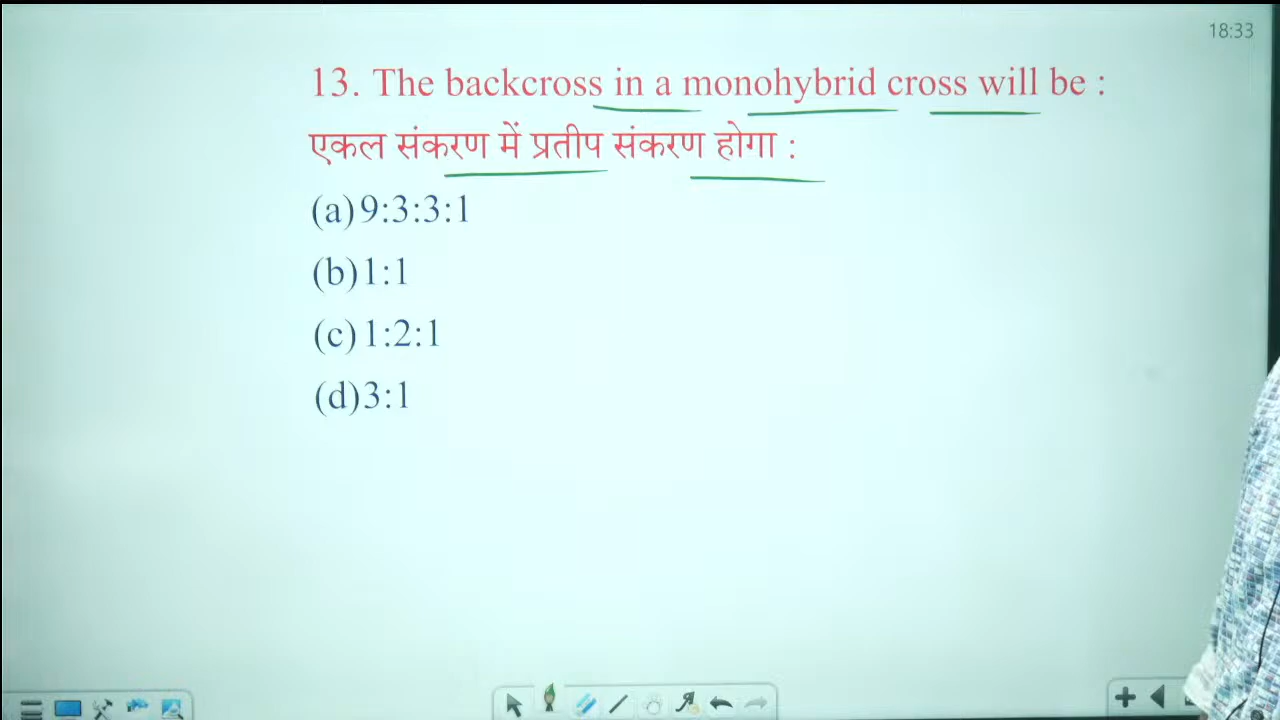 18:33
13. The backcross in a monohybrid cross will be :
एकल संकरण में प्रतीप संकरण होगा :
(a)9:3:3:1
(b)1:1
(c)1:2:1
(d)3:1